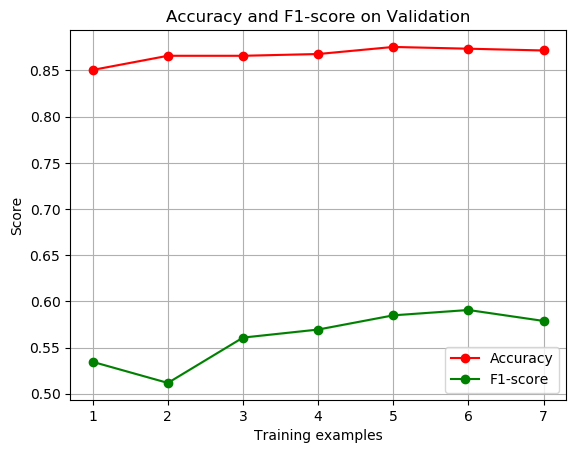 Accuracy and F1-score on Validation
Score
0.85
0.80
0.75
0.70
0.65
0.60
0.55
0.50
Accuracy
F1-score
1 2 3 4 5 6 7
Training examples